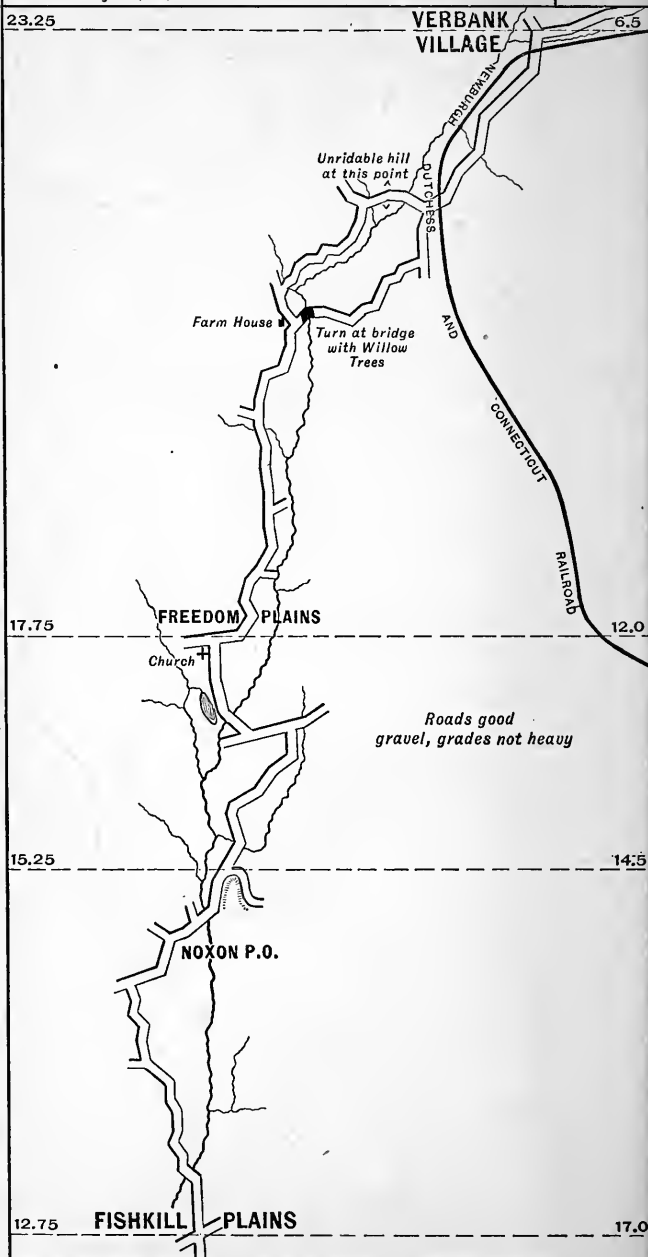 23.25
VERBANK
VILLAGE
6.5
NEWBURGH
DUTCHESS
AND
CONNECTICUT
RAILROAD
Unridable hill
at this point
Farm House
Turn at bridge
with Willow
Trees
17.75
FREEDOM PLAINS
12.0
Church
Roads good
gravel, grades not heavy
15.25
14.5
NOXON P.O.
12.75
FISHKILL PLAINS
17.0